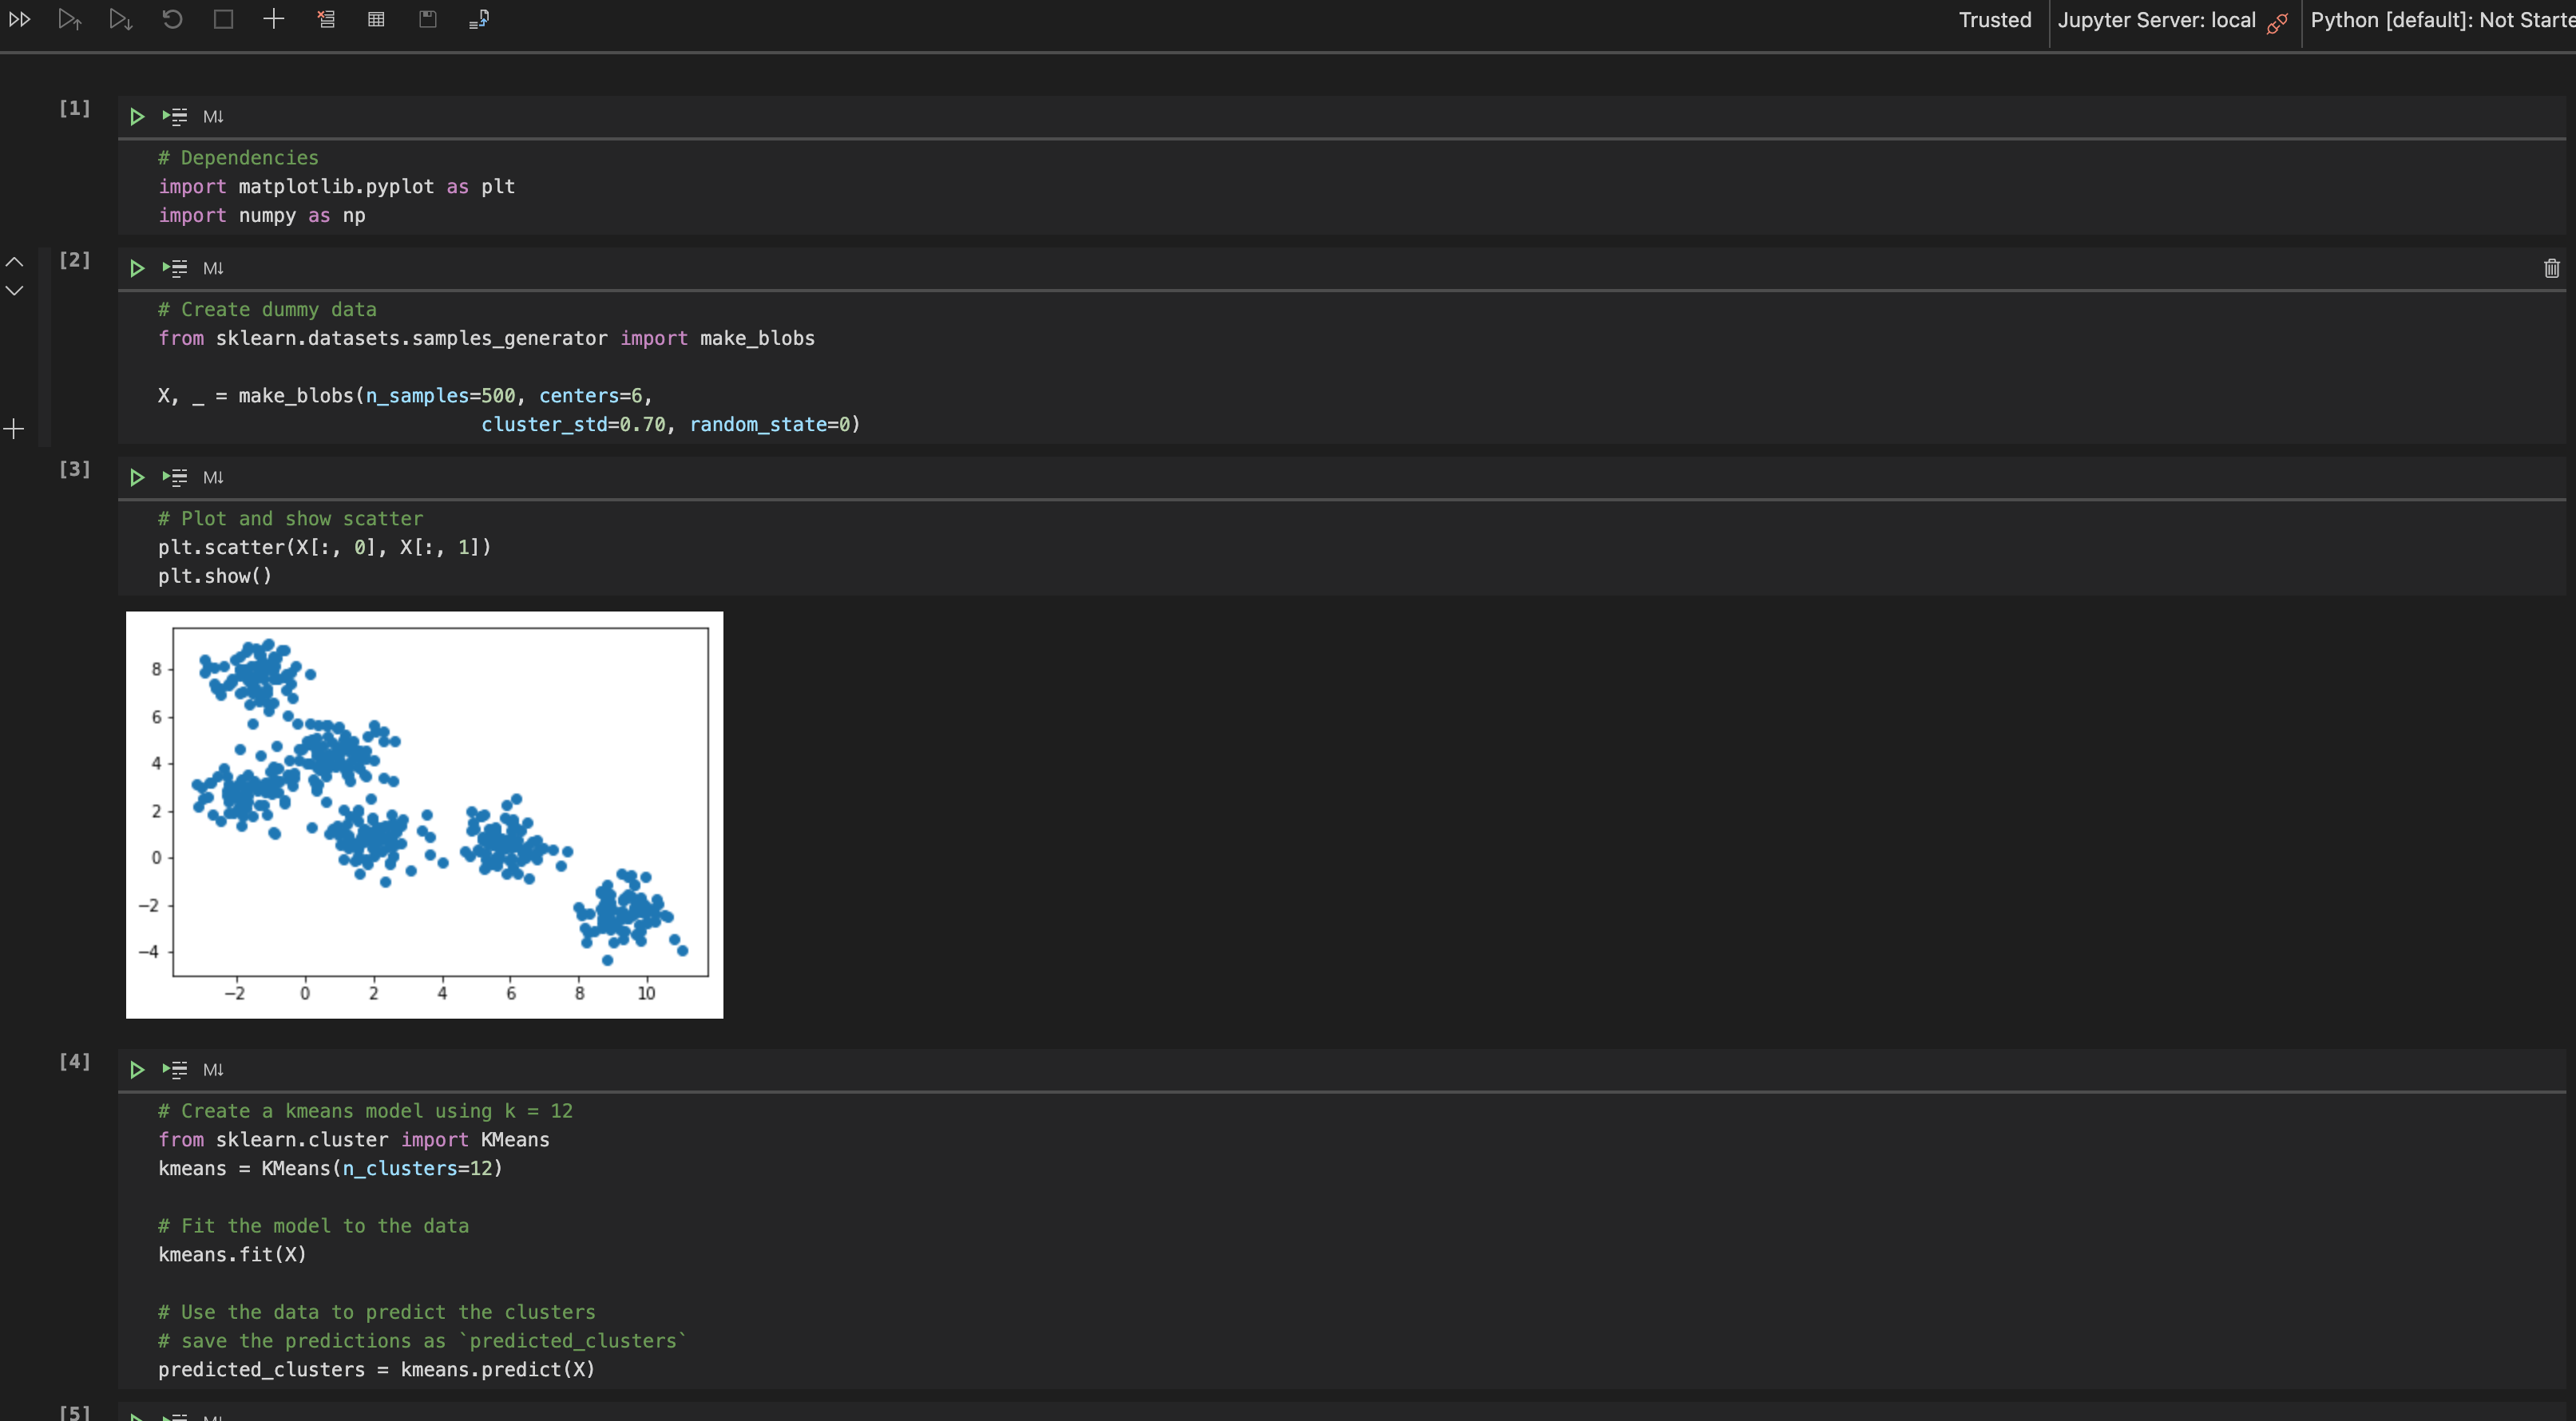 Trusted
Jupyter Server: local
Python [default]: Not Starte
[1]
M↓
# Dependencies
import matplotlib.pyplot as plt
import numpy as np
[2]
M↓
# Create dummy data
from sklearn.datasets.samples_generator import make_blobs
X, _ = make_blobs(n_samples=500, centers=6,
cluster_std=0.70, random_state=0)
[3]
M↓
# Plot and show scatter
plt.scatter(X[:, 0], X[:, 1])
plt.show()
8
6
4
2
0
−2
−4
−2 0 2 4 6 8 10
[4]
M↓
# Create a kmeans model using k = 12
from sklearn.cluster import KMeans
kmeans = KMeans(n_clusters=12)
# Fit the model to the data
kmeans.fit(X)
# Use the data to predict the clusters
# save the predictions as `predicted_clusters`
predicted_clusters = kmeans.predict(X)
[5]
M↓